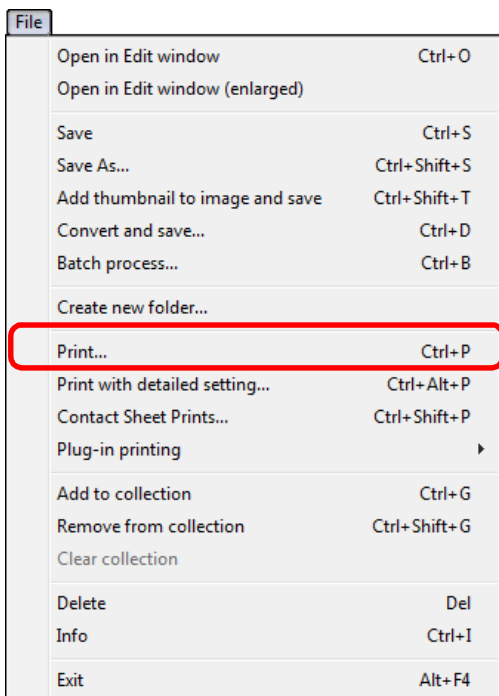 File
Open in Edit window Ctrl+O
Open in Edit window (enlarged)
Save Ctrl+S
Save As... Ctrl+Shift+S
Add thumbnail to image and save Ctrl+Shift+T
Convert and save... Ctrl+D
Batch process... Ctrl+B
Create new folder...
Print... Ctrl+P
Print with detailed setting... Ctrl+Alt+P
Contact Sheet Prints... Ctrl+Shift+P
Plug-in printing
Add to collection Ctrl+G
Remove from collection Ctrl+Shift+G
Clear collection
Delete Del
Info Ctrl+I
Exit Alt+F4